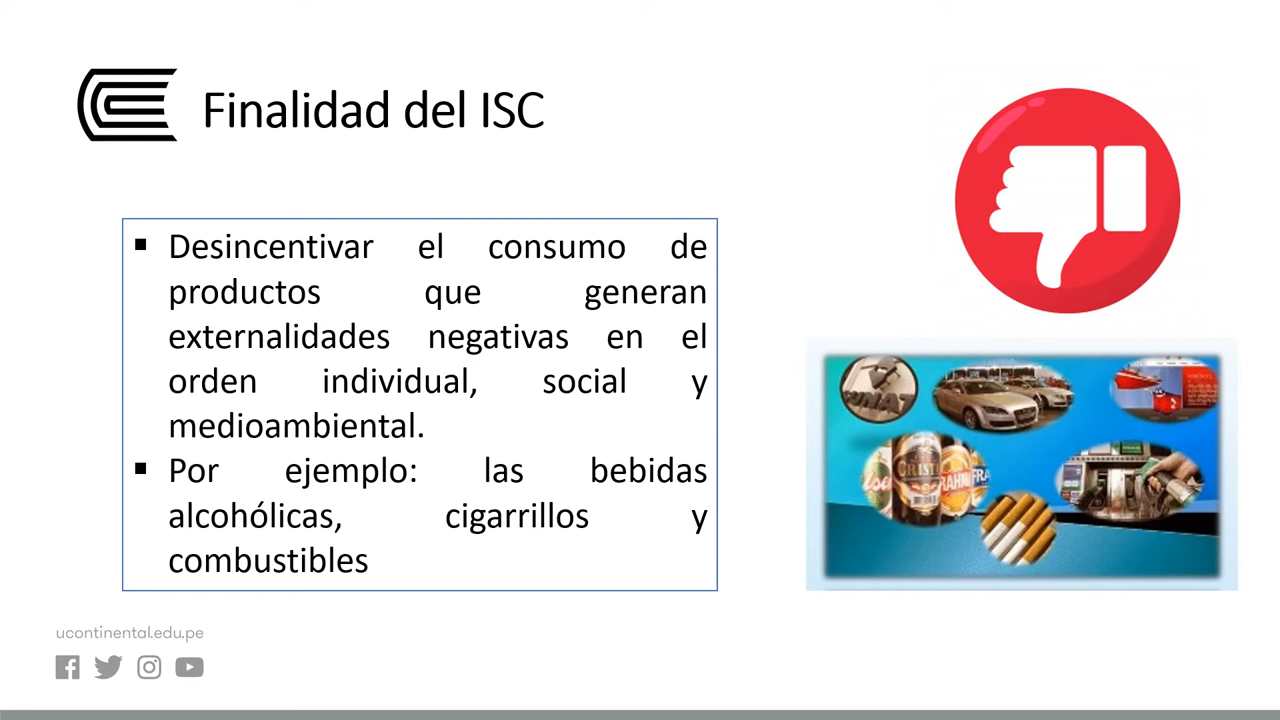 Finalidad del ISC
▪ Desincentivar el consumo de
productos que generan
externalidades negativas en el
orden individual, social y
medioambiental.
▪ Por ejemplo: las bebidas
alcohólicas, cigarrillos y
combustibles
CRISTAL
ucontinental.edu.pe